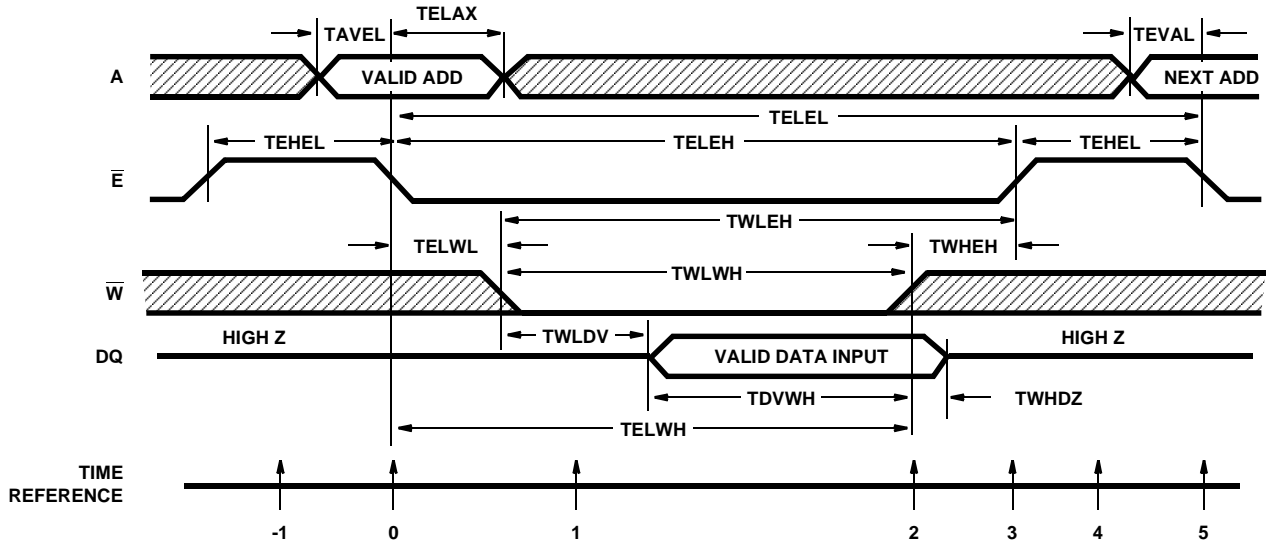 TELAX
TAVEL
TEVAL
A
VALID ADD
NEXT ADD
TELEL
TEHEL
TELEH
TEHEL
E
TWLEH
TELWL
TWHEH
TWLWH
W
HIGH Z
TWLDV
HIGH Z
DQ
VALID DATA INPUT
TDVWH
TWHDZ
TELWH
TIME
REFERENCE
-1 0 1 2 3 4 5